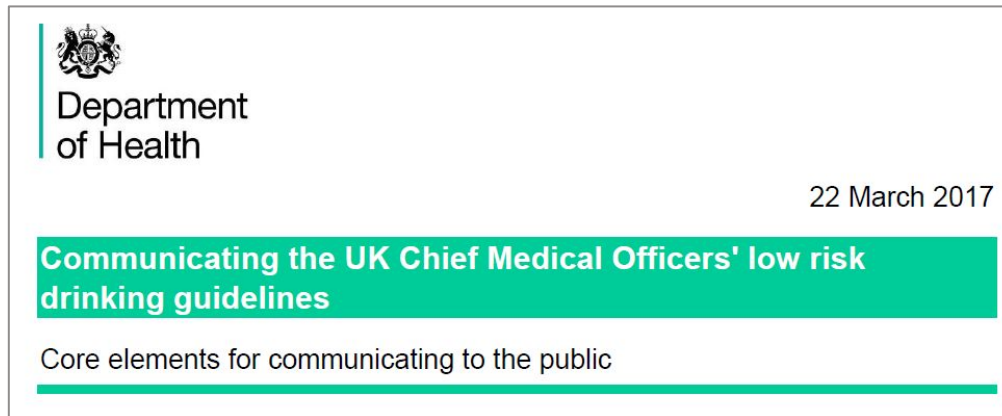 Department
of Health
22 March 2017
Communicating the UK Chief Medical Officers' low risk
drinking guidelines
Core elements for communicating to the public